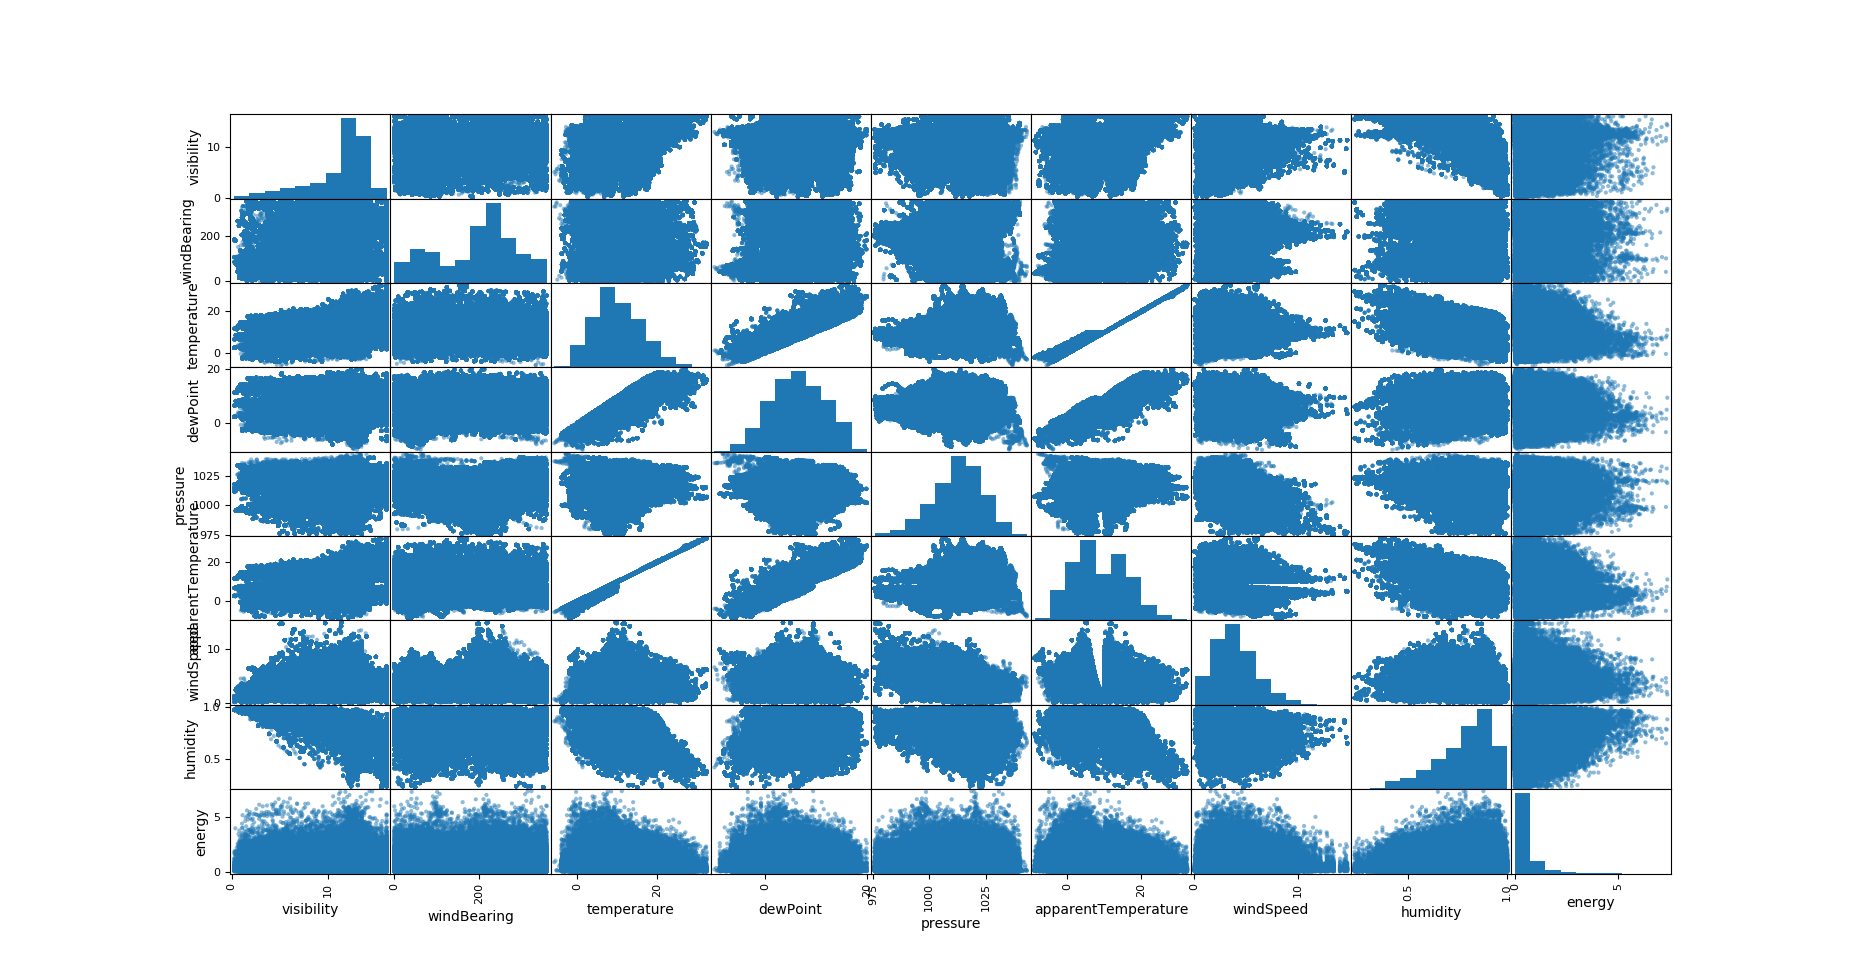 visibility
10
0
windBearing
200
0
temperature
20
0
dewPoint
20
0
pressure
1025
1000
975
apparentTemperature
20
0
windSpeed
10
0
humidity
1.0
0.5
energy
5
0
0 10
0 200
0 20
0 20
975 1000 1025
0 20
0 10
0.5 1.0
0 5
visibility
windBearing
temperature
dewPoint
pressure
apparentTemperature
windSpeed
humidity
energy